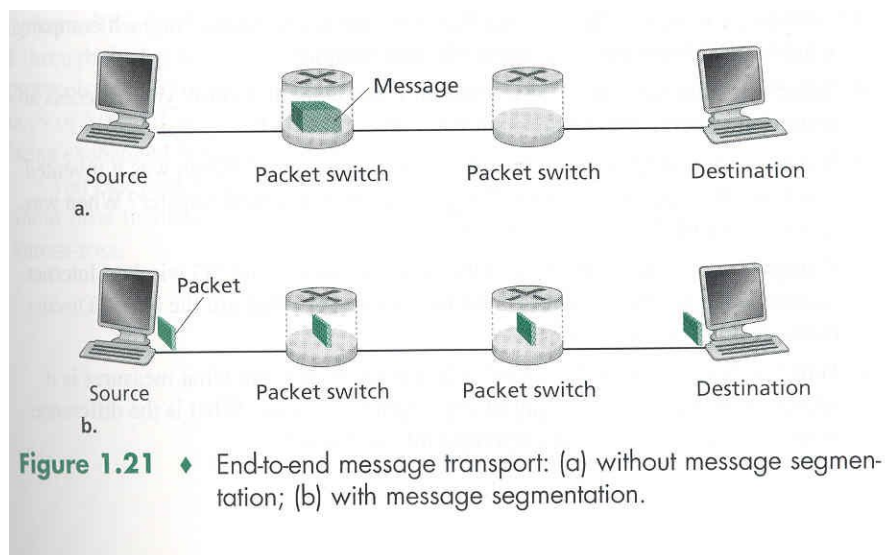 Message
Source
Packet switch
Packet switch
Destination
a.
Packet
Source
Packet switch
Packet switch
Destination
b.
Figure 1.21 ♦ End-to-end message transport: (a) without message segmen-
tation; (b) with message segmentation.